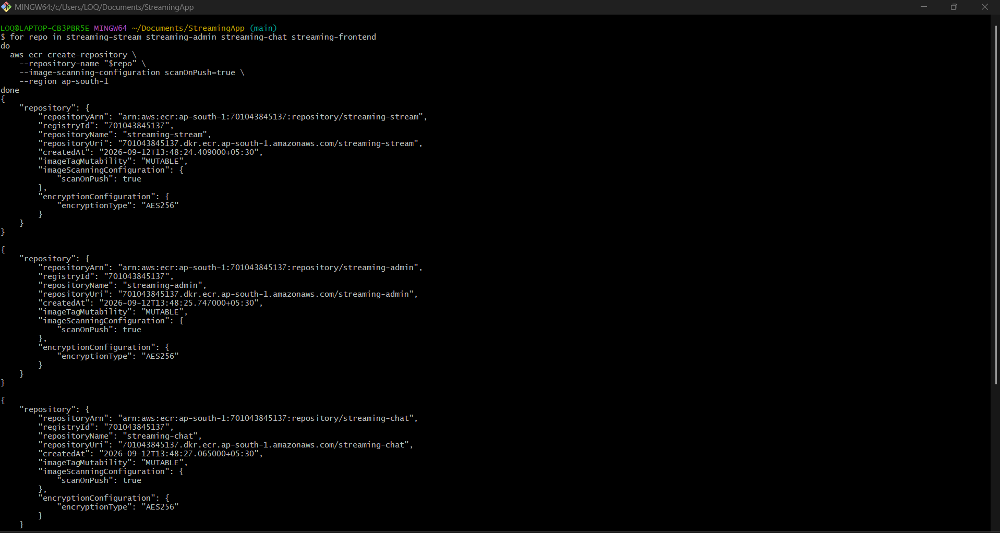 MINGW64:/c/Users/LOQ/Documents/StreamingApp
LOQ@LAPTOP-CB3PBR5E MINGW64 ~/Documents/StreamingApp (main)
$ for repo in streaming-stream streaming-admin streaming-chat streaming-frontend
do
  aws ecr create-repository \
    --repository-name "$repo" \
    --image-scanning-configuration scanOnPush=true \
    --region ap-south-1
done
{
    "repository": {
        "repositoryArn": "arn:aws:ecr:ap-south-1:701043845137:repository/streaming-stream",
        "registryId": "701043845137",
        "repositoryName": "streaming-stream",
        "repositoryUri": "701043845137.dkr.ecr.ap-south-1.amazonaws.com/streaming-stream",
        "createdAt": "2026-09-12T13:48:24.409000+05:30",
        "imageTagMutability": "MUTABLE",
        "imageScanningConfiguration": {
            "scanOnPush": true
        },
        "encryptionConfiguration": {
            "encryptionType": "AES256"
        }
    }
}

{
    "repository": {
        "repositoryArn": "arn:aws:ecr:ap-south-1:701043845137:repository/streaming-admin",
        "registryId": "701043845137",
        "repositoryName": "streaming-admin",
        "repositoryUri": "701043845137.dkr.ecr.ap-south-1.amazonaws.com/streaming-admin",
        "createdAt": "2026-09-12T13:48:25.747000+05:30",
        "imageTagMutability": "MUTABLE",
        "imageScanningConfiguration": {
            "scanOnPush": true
        },
        "encryptionConfiguration": {
            "encryptionType": "AES256"
        }
    }
}

{
    "repository": {
        "repositoryArn": "arn:aws:ecr:ap-south-1:701043845137:repository/streaming-chat",
        "registryId": "701043845137",
        "repositoryName": "streaming-chat",
        "repositoryUri": "701043845137.dkr.ecr.ap-south-1.amazonaws.com/streaming-chat",
        "createdAt": "2026-09-12T13:48:27.065000+05:30",
        "imageTagMutability": "MUTABLE",
        "imageScanningConfiguration": {
            "scanOnPush": true
        },
        "encryptionConfiguration": {
            "encryptionType": "AES256"
        }
    }